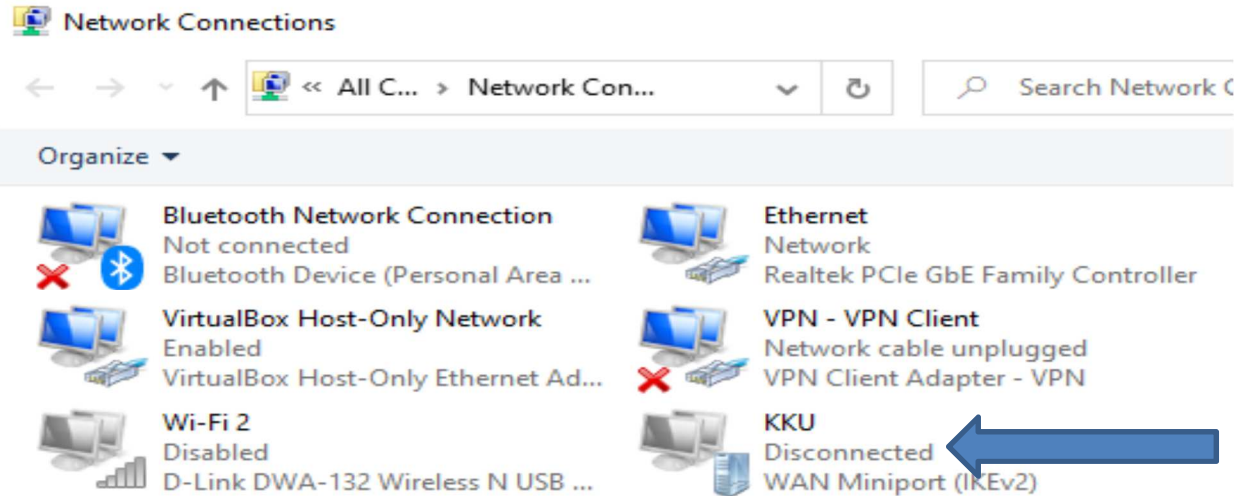 Network Connections
« All C... › Network Con...
Search Network
Organize
Bluetooth Network Connection
Not connected
Bluetooth Device (Personal Area ...
Ethernet
Network
Realtek PCIe GbE Family Controller
VirtualBox Host-Only Network
Enabled
VirtualBox Host-Only Ethernet Ad...
VPN - VPN Client
Network cable unplugged
VPN Client Adapter - VPN
Wi-Fi 2
Disabled
D-Link DWA-132 Wireless N USB ...
KKU
Disconnected
WAN Miniport (IKEv2)